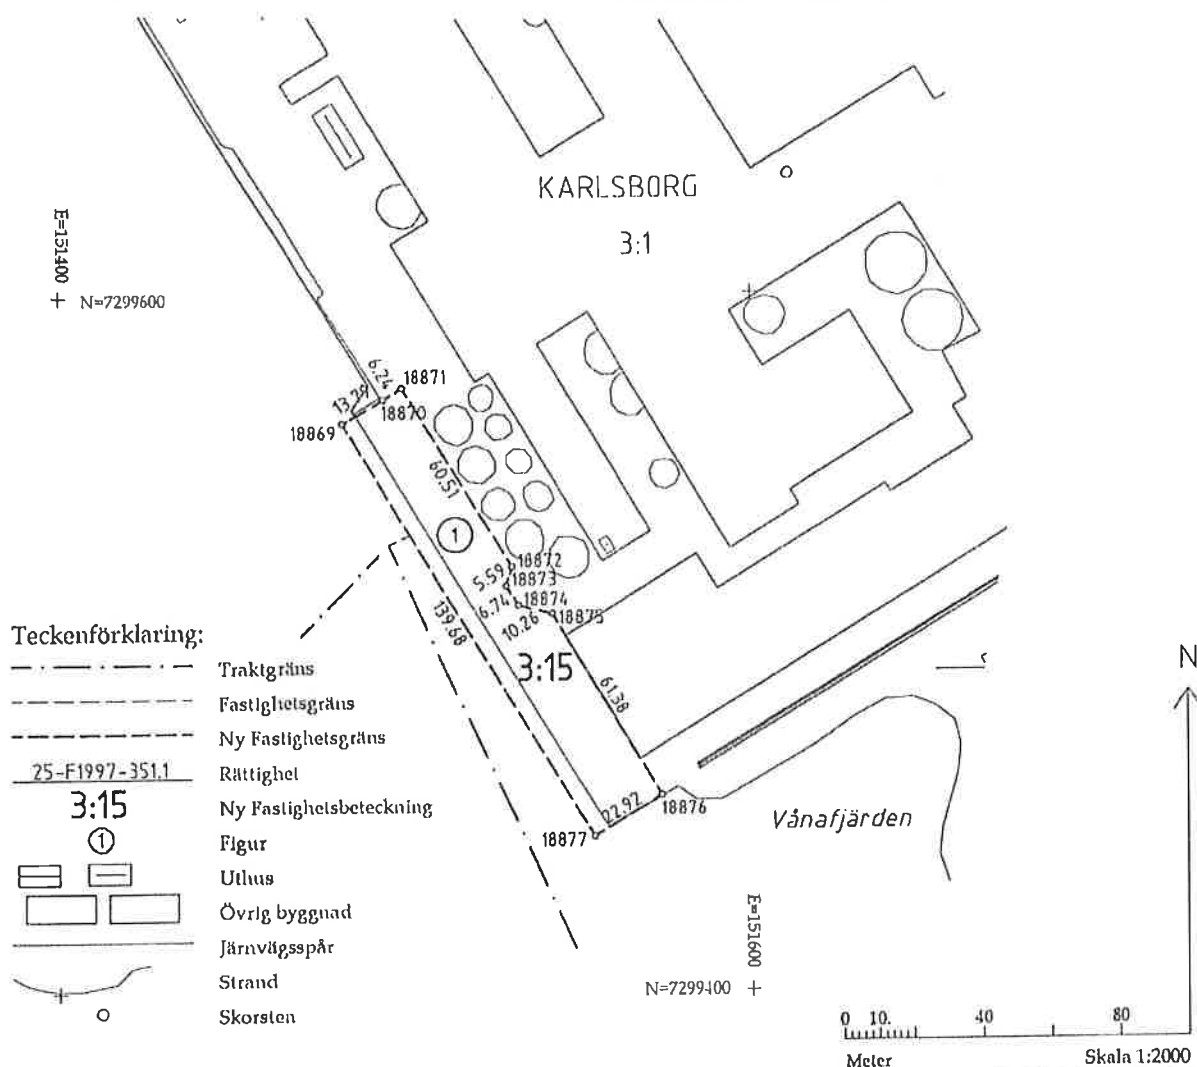 KARLSBORG
3:1
E=151400
N=7299600
6.24
18871
13.29
18870
18869
60.51
1
18872
5.59
18873
6.74
18874
10.26
18875
139.68
3:15
61.38
22.92
18876
18877
Vånafjärden
N
E=151600
N=7299400
Teckenförklaring:
Traktgräns
Fastighetsgräns
Ny Fastighetsgräns
25-F1997-351.1 Rättighet
3:15 Ny Fastighetsbeteckning
1 Figur
Uthus
Övrig byggnad
Järnvägsspår
Strand
Skorsten
0 10. 40 80
Meter Skala 1:2000